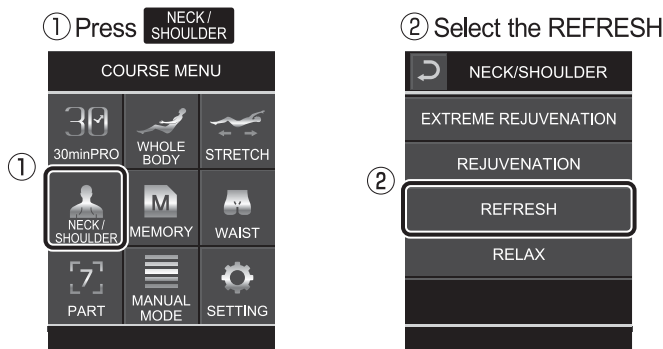 ① Press NECK/
SHOULDER
COURSE MENU
30
30minPRO
WHOLE
BODY
STRETCH
①
NECK/
SHOULDER
M
MEMORY
WAIST
7
PART
MANUAL
MODE
SETTING
② Select the REFRESH
NECK/SHOULDER
EXTREME REJUVENATION
REJUVENATION
②
REFRESH
RELAX